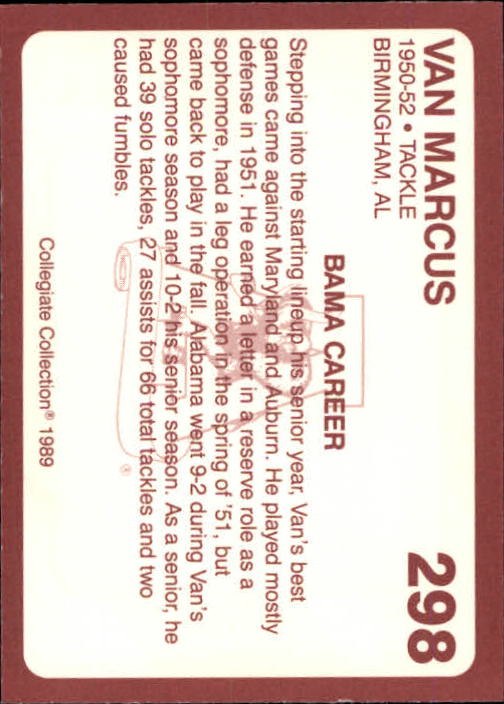 VAN MARCUS 298
1950-52 • TACKLE
BIRMINGHAM, AL
BAMA CAREER
Stepping into the starting lineup his senior year, Van's best
games came against Maryland and Auburn. He played mostly
defense in 1951. He earned a letter in a reserve role as a
sophomore, had a leg operation in the spring of '51, but
came back to play in the fall. Alabama went 9-2 during Van's
sophomore season and 10-2 his senior season. As a senior, he
had 39 solo tackles, 27 assists for 66 total tackles and two
caused fumbles.
Collegiate Collection® 1989